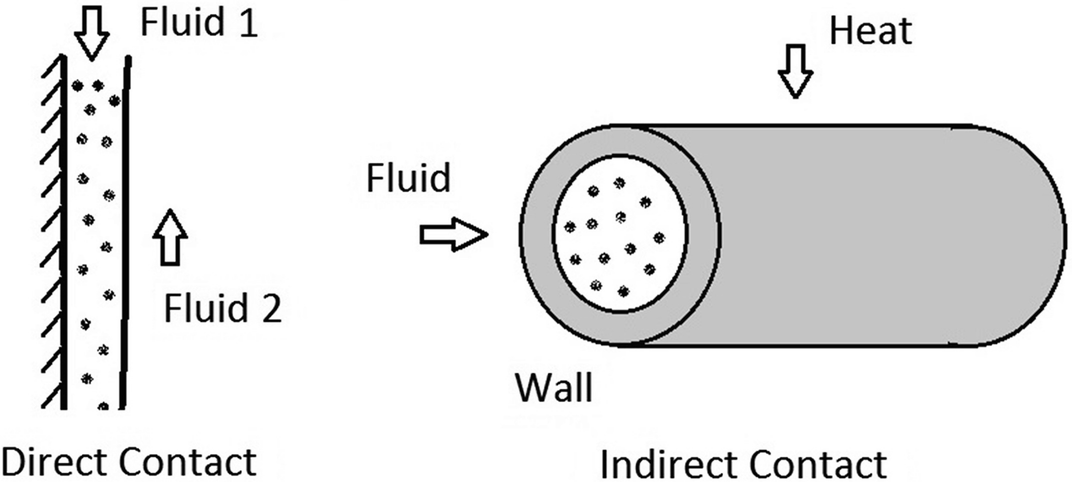 Fluid 1
Heat
Fluid
Fluid 2
Wall
Direct Contact
Indirect Contact